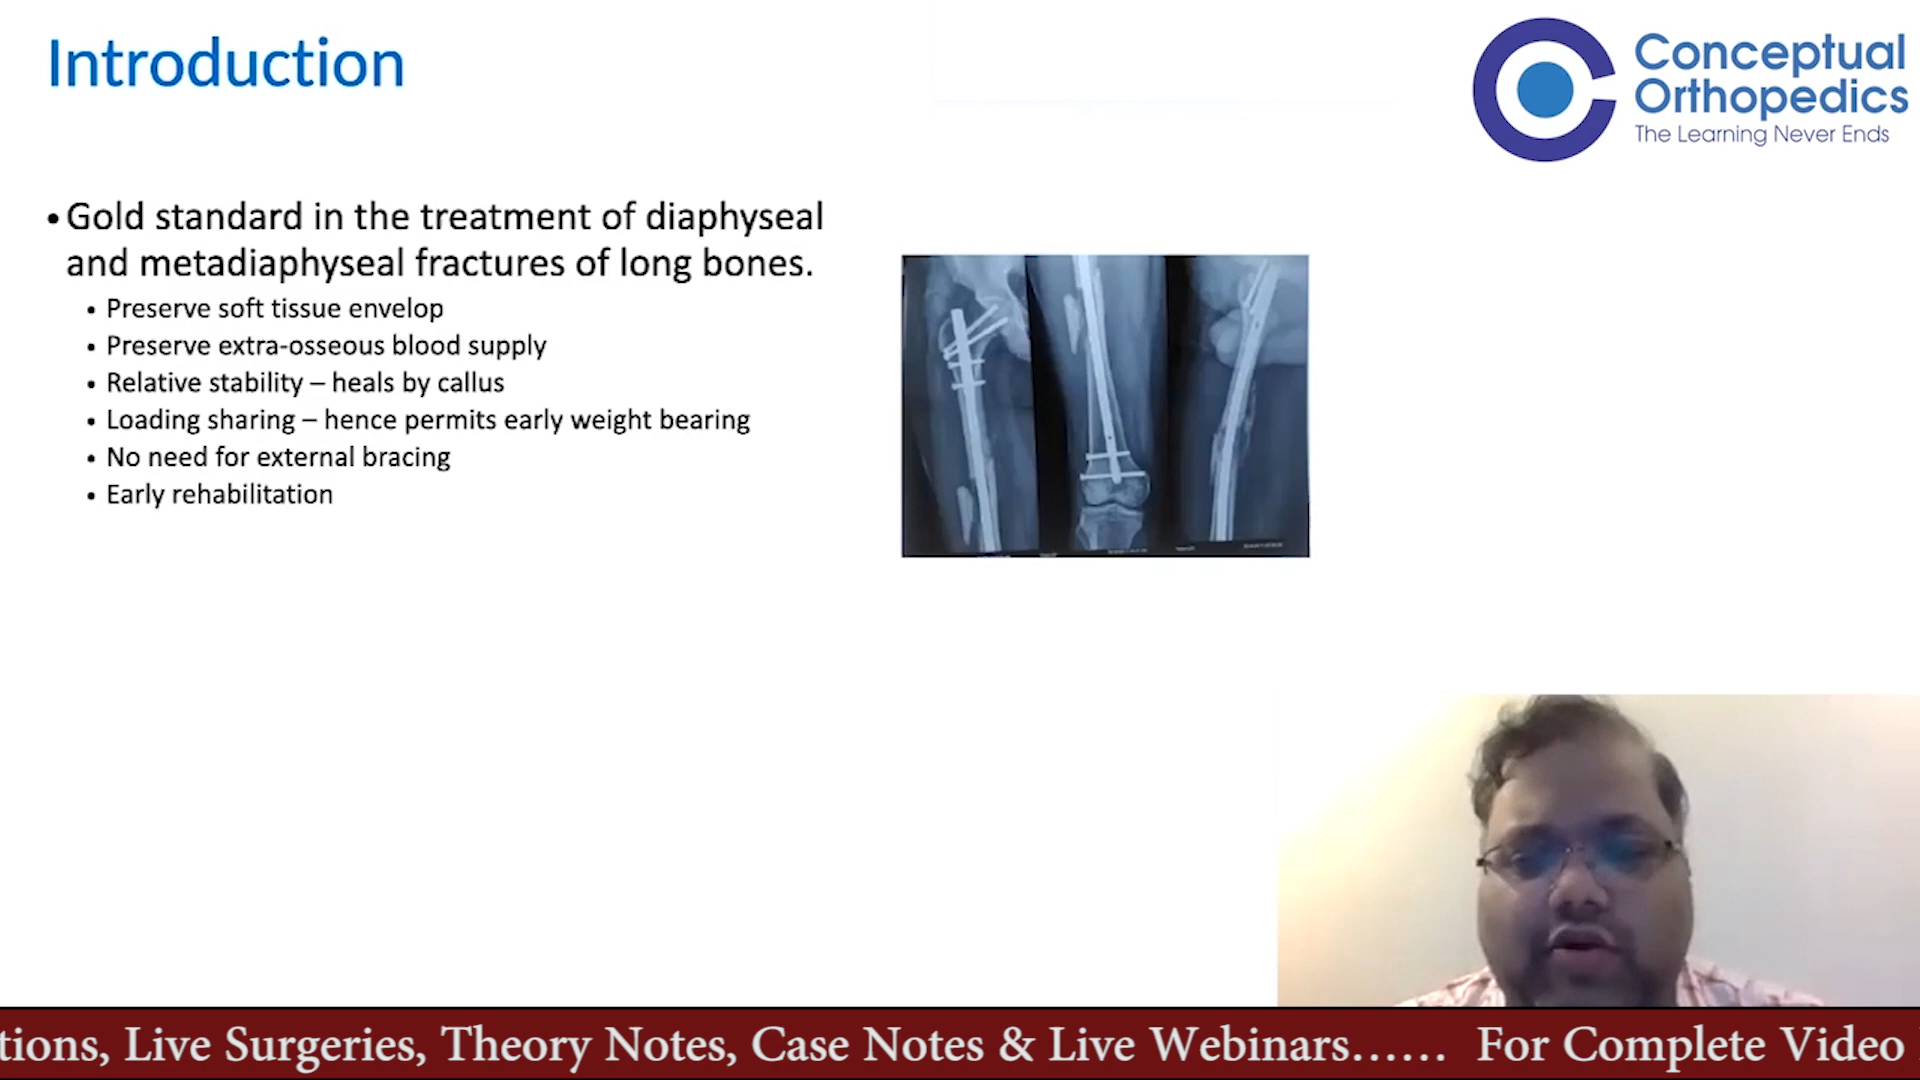 Introduction
Conceptual
Orthopedics
The Learning Never Ends
• Gold standard in the treatment of diaphyseal
and metadiaphyseal fractures of long bones.
• Preserve soft tissue envelop
• Preserve extra-osseous blood supply
• Relative stability – heals by callus
• Loading sharing – hence permits early weight bearing
• No need for external bracing
• Early rehabilitation
tions, Live Surgeries, Theory Notes, Case Notes & Live Webinars...... For Complete Video